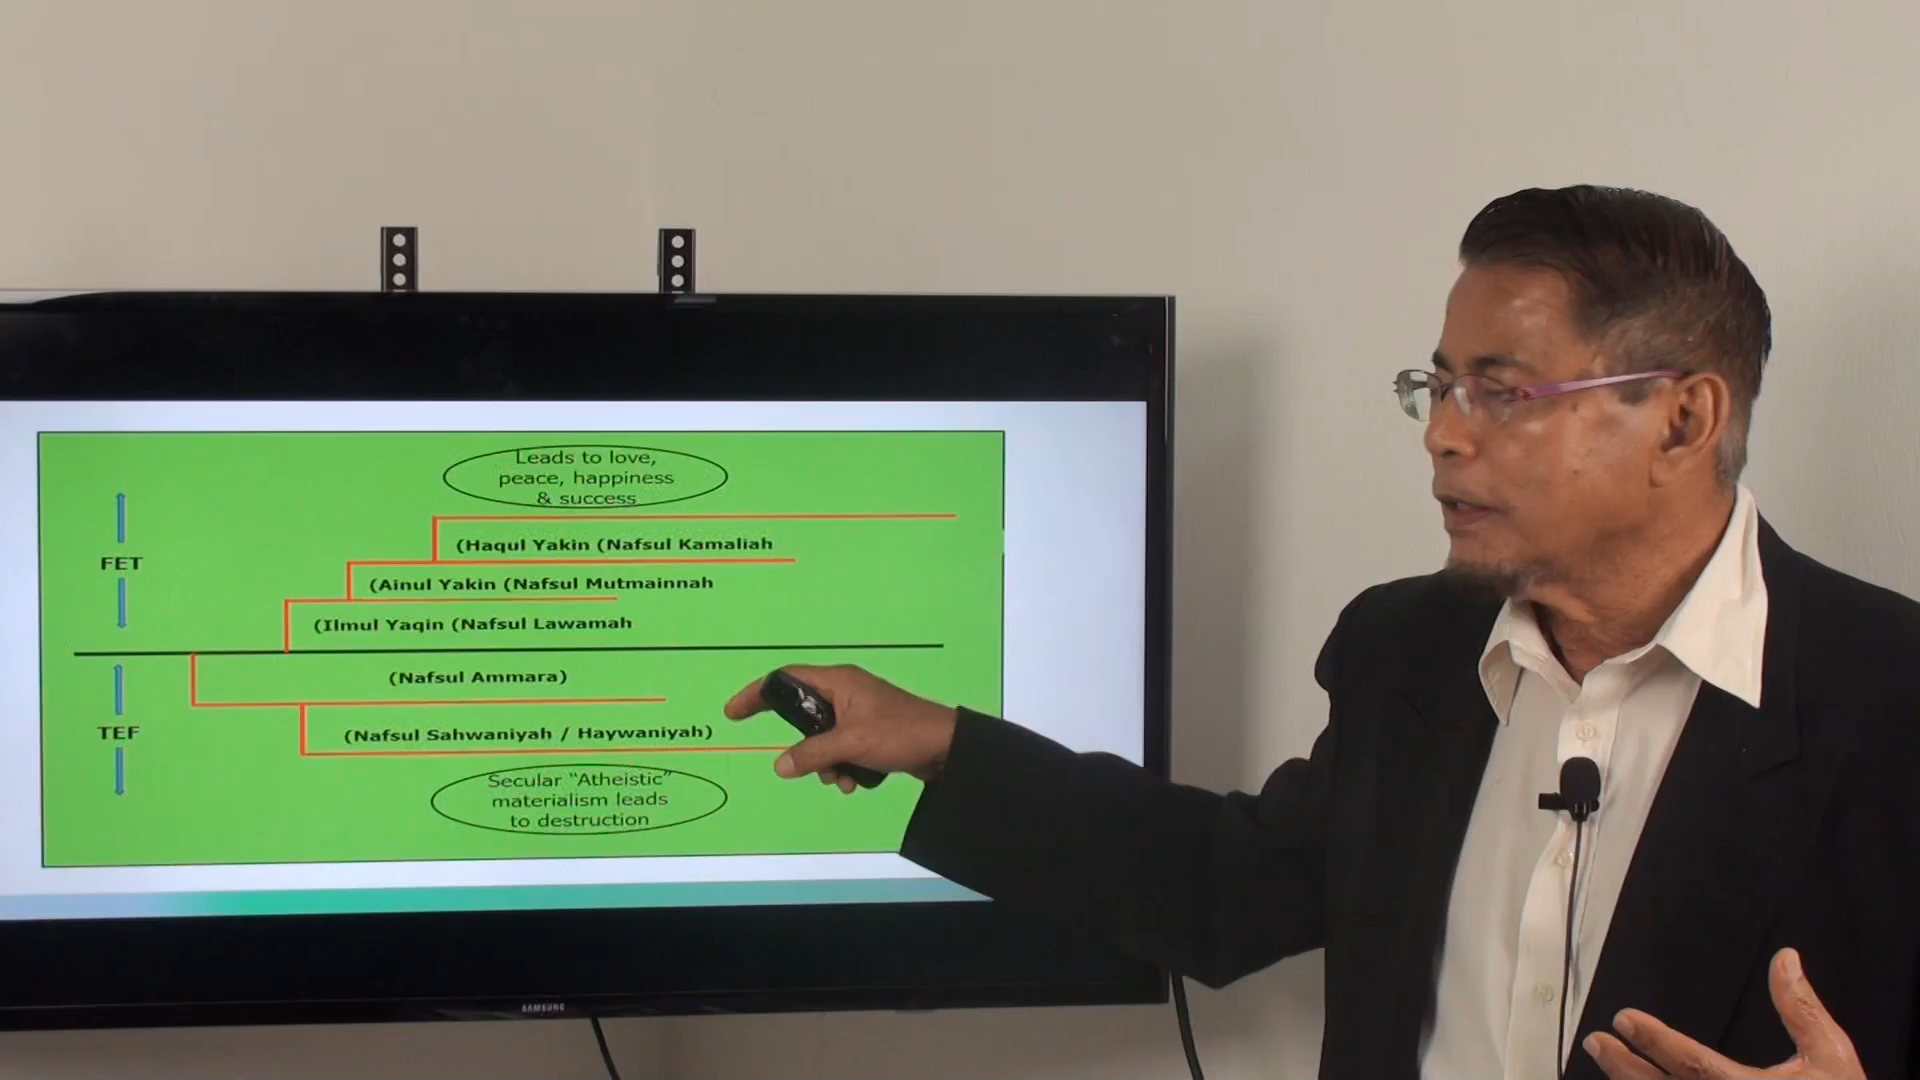 Leads to love,
peace, happiness
& success
(Haqul Yakin (Nafsul Kamaliah
(Ainul Yakin (Nafsul Mutmainnah
(Ilmul Yaqin (Nafsul Lawamah
FET
(Nafsul Ammara)
(Nafsul Sahwaniyah / Haywaniyah)
TEF
Secular “Atheistic”
materialism leads
to destruction
SAMSUNG